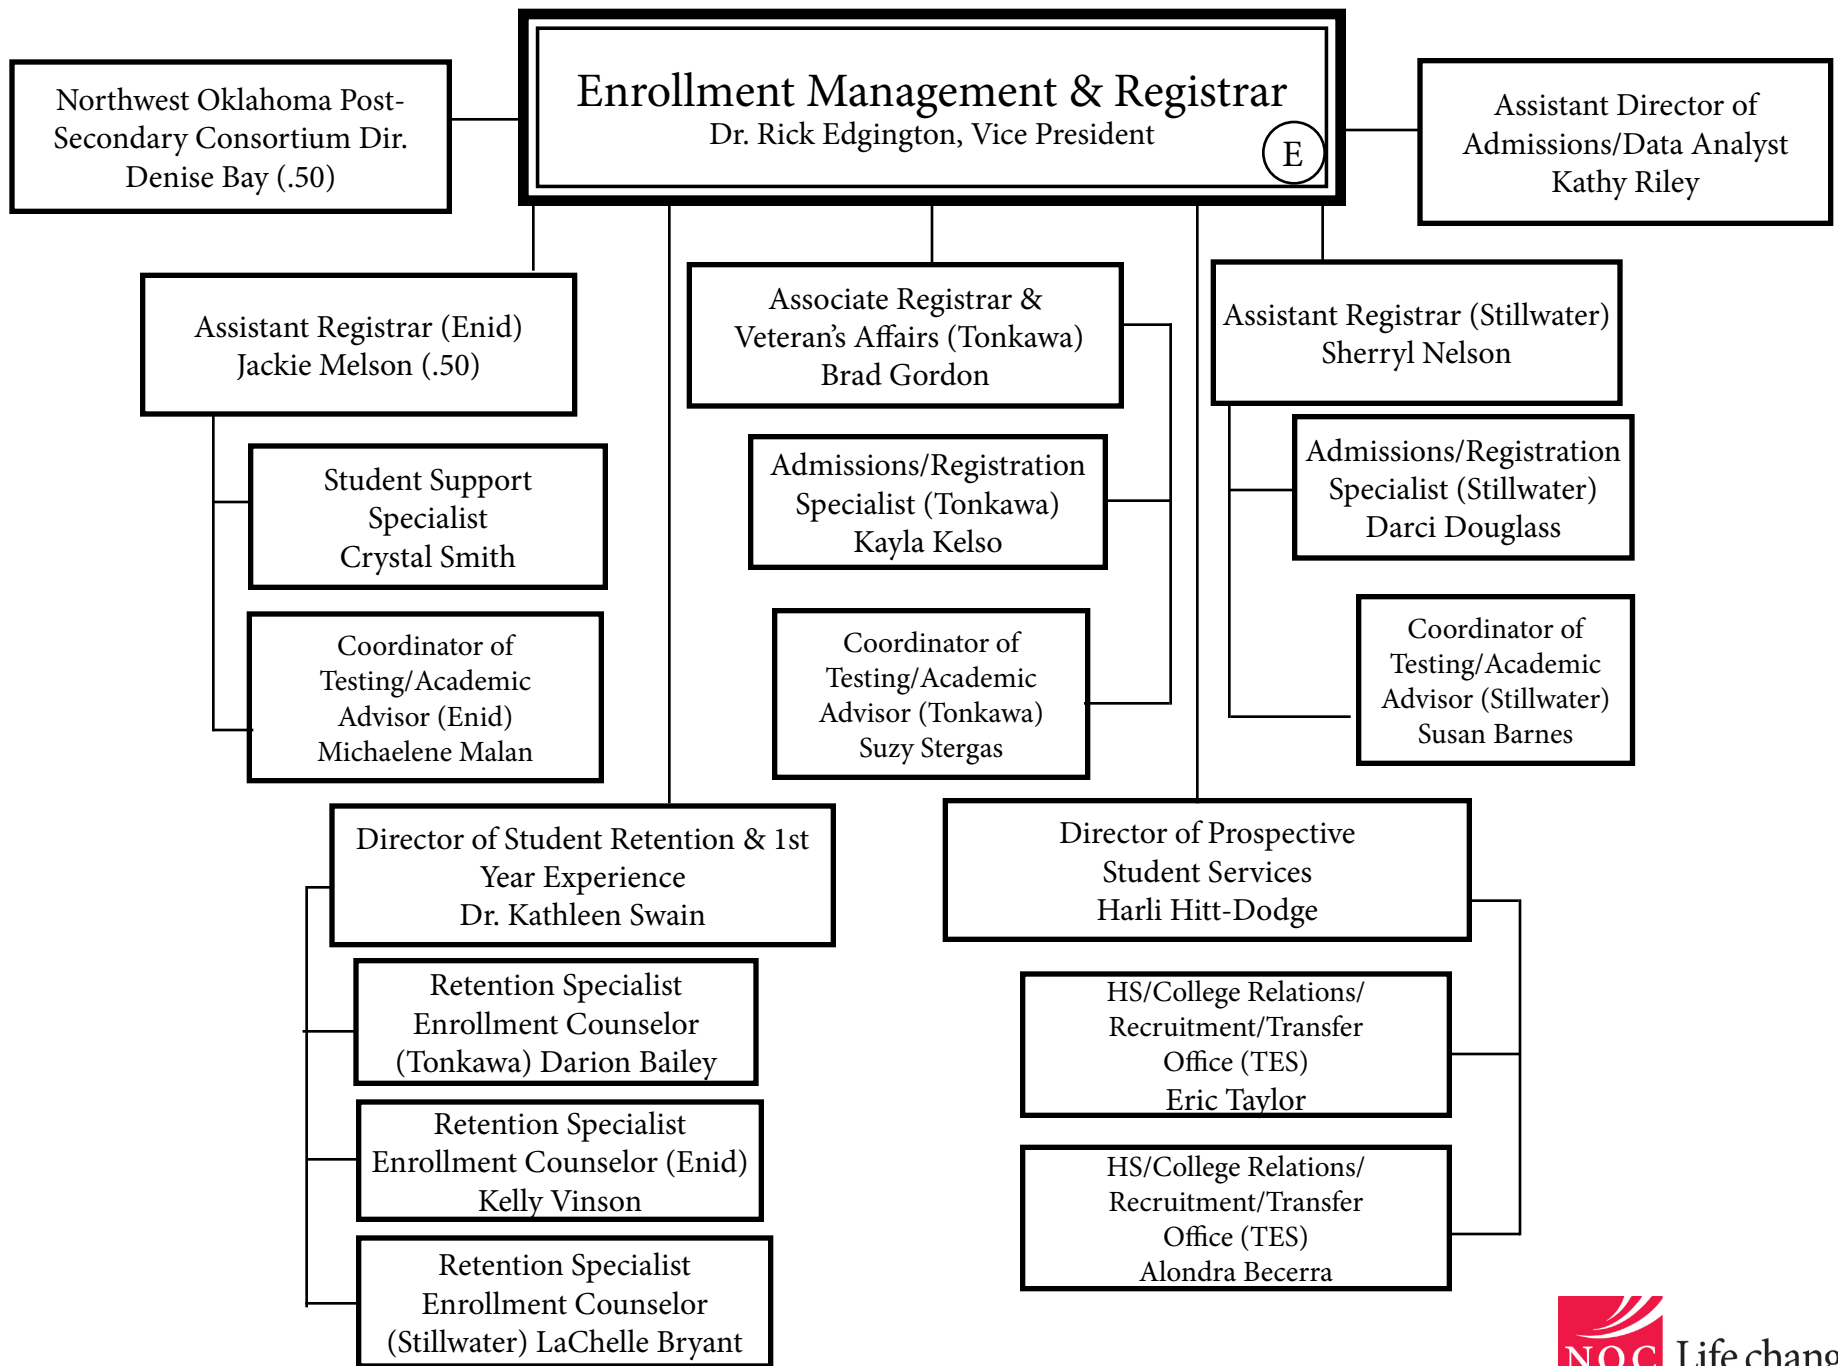 Enrollment Management & Registrar
Dr. Rick Edgington, Vice President
E
Northwest Oklahoma Post-
Secondary Consortium Dir.
Denise Bay (.50)
Assistant Director of
Admissions/Data Analyst
Kathy Riley
Assistant Registrar (Enid)
Jackie Melson (.50)
Student Support
Specialist
Crystal Smith
Coordinator of
Testing/Academic
Advisor (Enid)
Michaelene Malan
Associate Registrar &
Veteran's Affairs (Tonkawa)
Brad Gordon
Admissions/Registration
Specialist (Tonkawa)
Kayla Kelso
Coordinator of
Testing/Academic
Advisor (Tonkawa)
Suzy Stergas
Assistant Registrar (Stillwater)
Sherryl Nelson
Admissions/Registration
Specialist (Stillwater)
Darci Douglass
Coordinator of
Testing/Academic
Advisor (Stillwater)
Susan Barnes
Director of Student Retention & 1st
Year Experience
Dr. Kathleen Swain
Retention Specialist
Enrollment Counselor
(Tonkawa) Darion Bailey
Retention Specialist
Enrollment Counselor (Enid)
Kelly Vinson
Retention Specialist
Enrollment Counselor
(Stillwater) LaChelle Bryant
Director of Prospective
Student Services
Harli Hitt-Dodge
HS/College Relations/
Recruitment/Transfer
Office (TES)
Eric Taylor
HS/College Relations/
Recruitment/Transfer
Office (TES)
Alondra Becerra
NOC Life